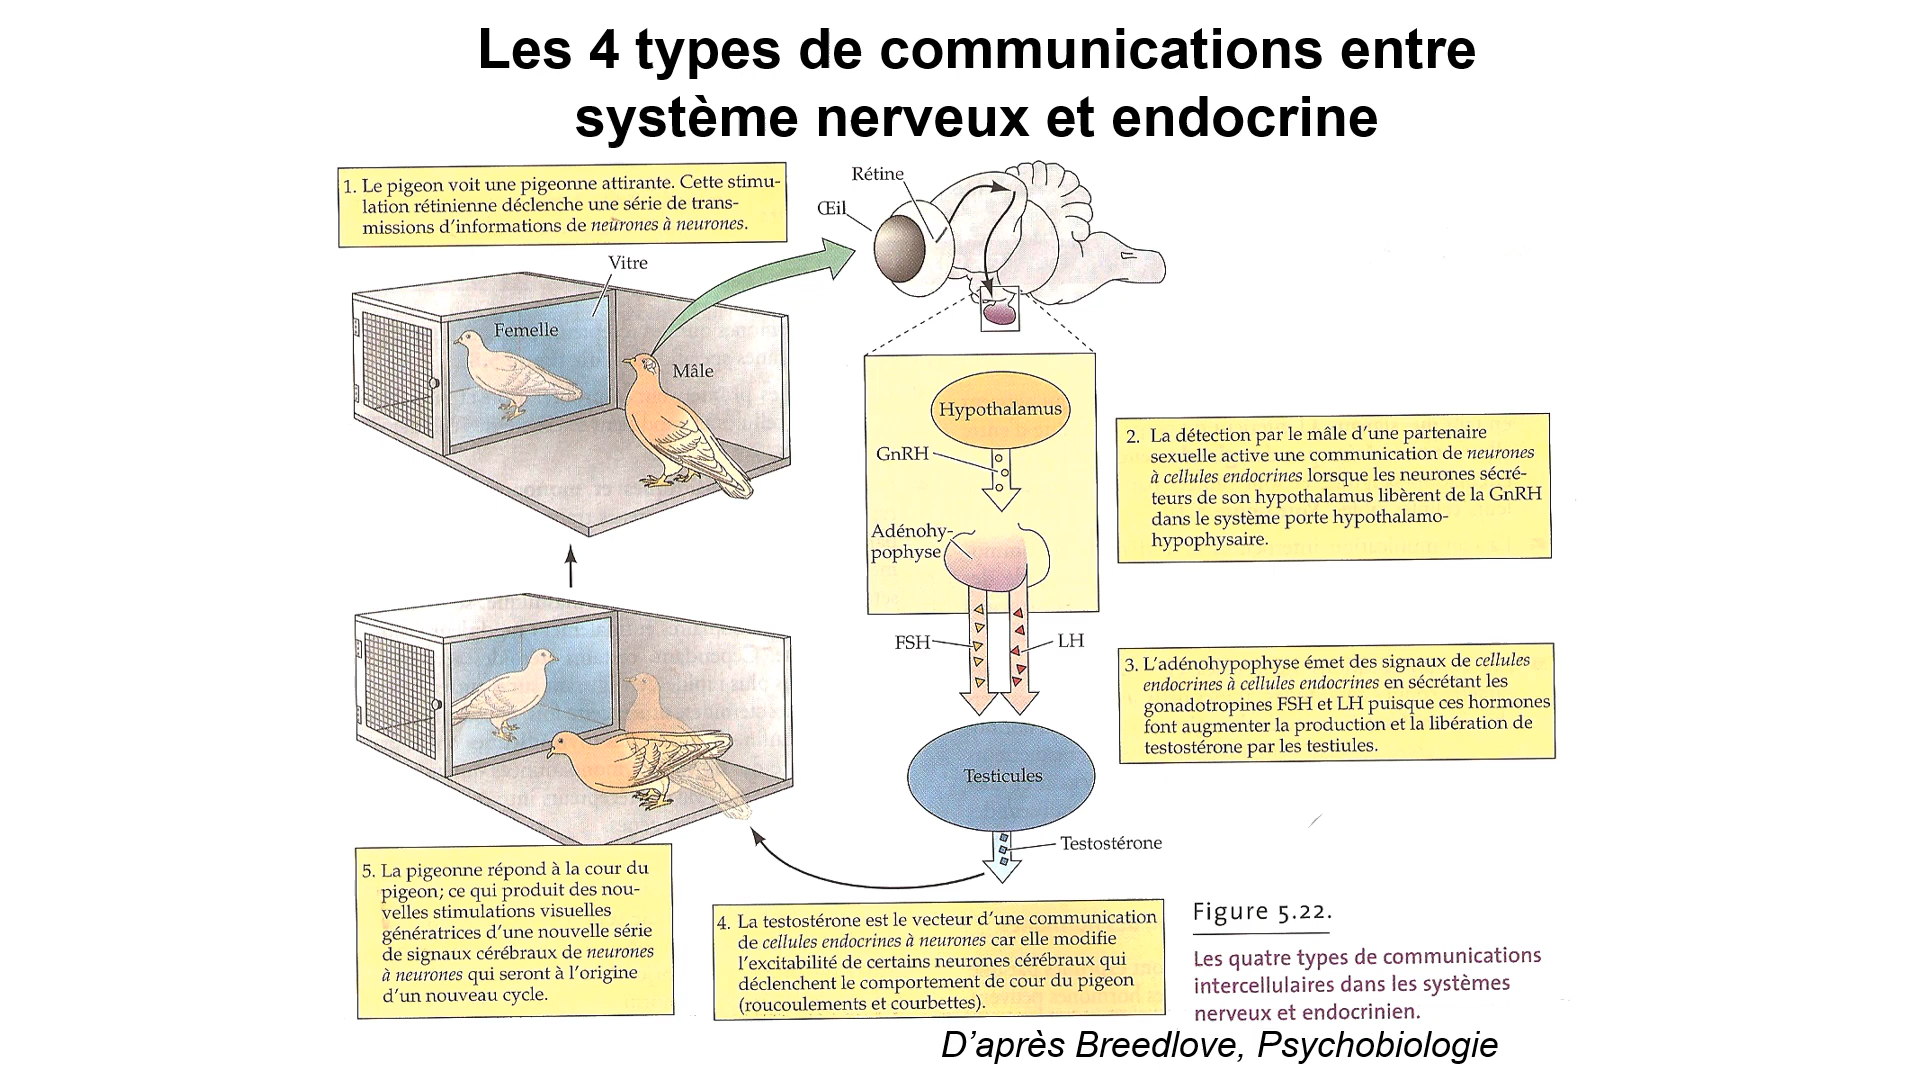 Les 4 types de communications entre
système nerveux et endocrine
1. Le pigeon voit une pigeonne attirante. Cette stimu-
lation rétinienne déclenche une série de trans-
missions d'informations de neurones à neurones.
Rétine
Œil
Vitre
Femelle
Mâle
Hypothalamus
GnRH
Adénohy-
pophyse
2. La détection par le mâle d'une partenaire
sexuelle active une communication de neurones
à cellules endocrines lorsque les neurones sécré-
teurs de son hypothalamus libèrent de la GnRH
dans le système porte hypothalamo-
hypophysaire.
FSH
LH
3. L'adénohypophyse émet des signaux de cellules
endocrines à cellules endocrines en sécrétant les
gonadotropines FSH et LH puisque ces hormones
font augmenter la production et la libération de
testostérone par les testiules.
Testicules
Testostérone
4. La testostérone est le vecteur d'une communication
de cellules endocrines à neurones car elle modifie
l'excitabilité de certains neurones cérébraux qui
déclenchent le comportement de cour du pigeon
(roucoulements et courbettes).
5. La pigeonne répond à la cour du
pigeon; ce qui produit des nou-
velles stimulations visuelles
génératrices d'une nouvelle série
de signaux cérébraux de neurones
à neurones qui seront à l'origine
d'un nouveau cycle.
Figure 5.22.
Les quatre types de communications
intercellulaires dans les systèmes
nerveux et endocrinien.
D'après Breedlove, Psychobiologie